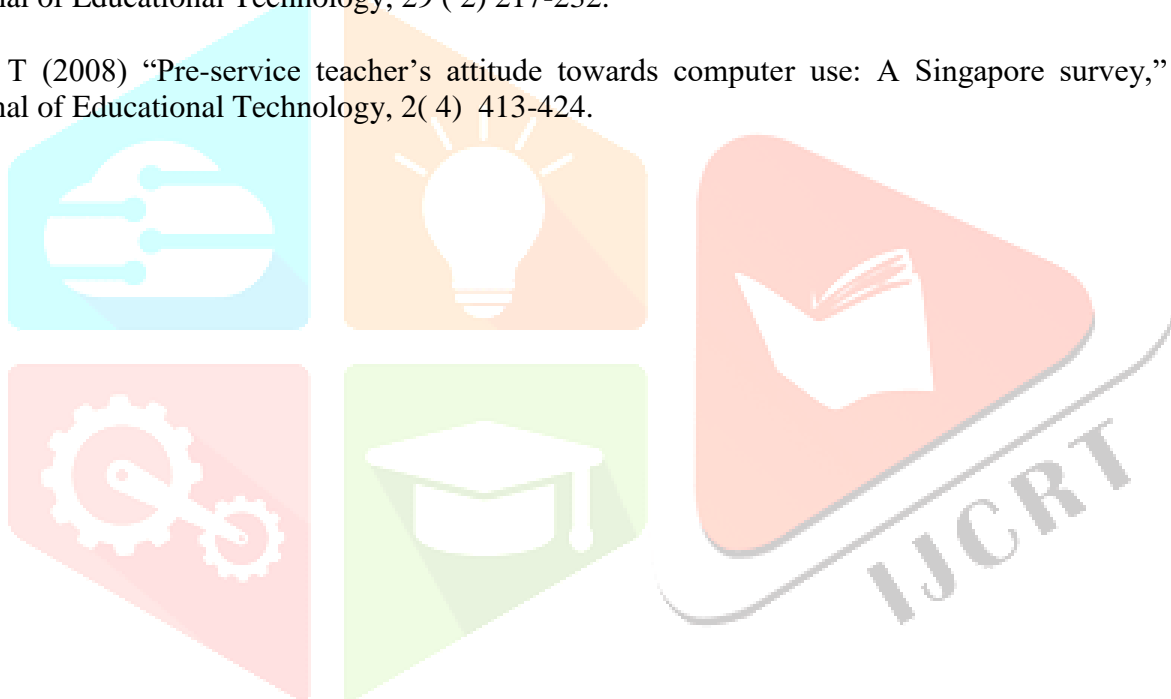 nal of Educational Technology, 29 ( 2) 217-232.
T (2008) “Pre-service teacher’s attitude towards computer use: A Singapore survey,”
nal of Educational Technology, 2( 4) 413-424.
IJCRT